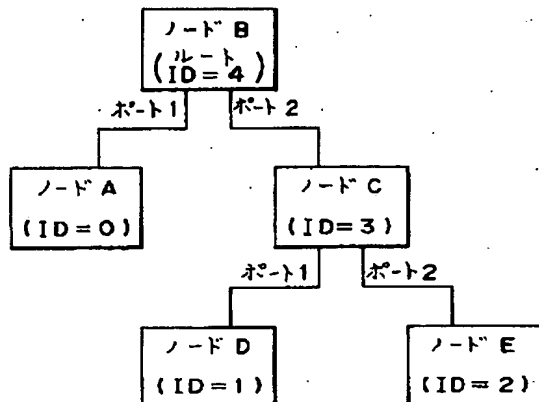 ノード B
(ルート
ID = 4)
ポート1
ポート2
ノード A
(ID=0)
ノード C
(ID=3)
ポート1
ポート2
ノード D
(ID=1)
ノード E
(ID=2)